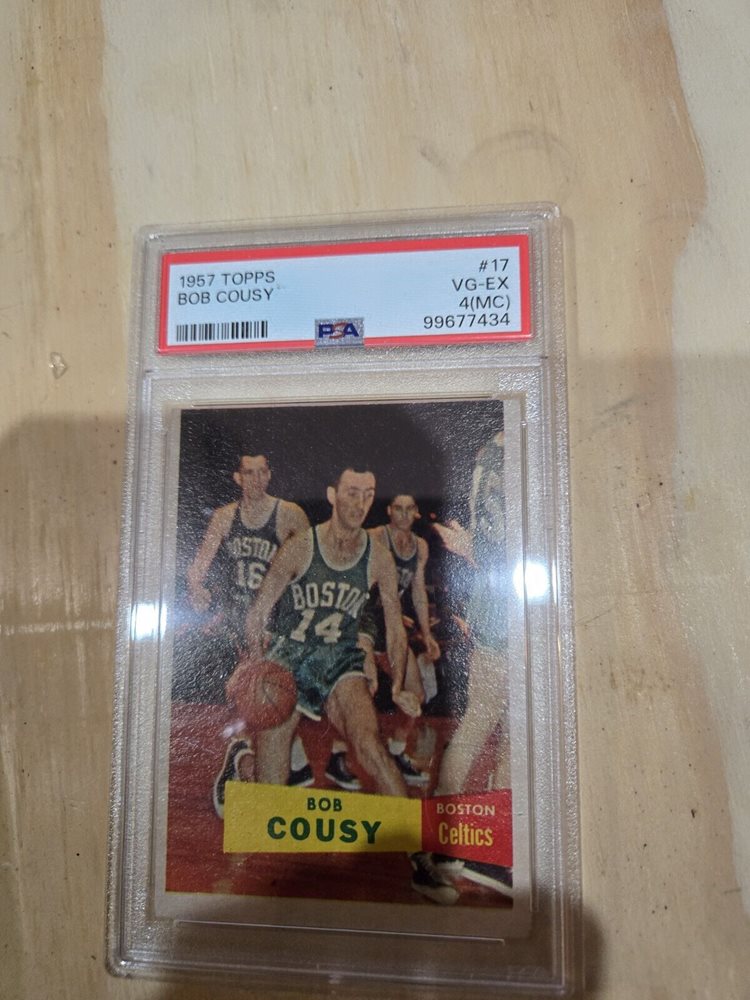 1957 TOPPS
BOB COUSY
#17
VG-EX
4(MC)
99677434
PSA
BOSTON
16
BOSTON
14
BOB
COUSY
BOSTON
Celtics